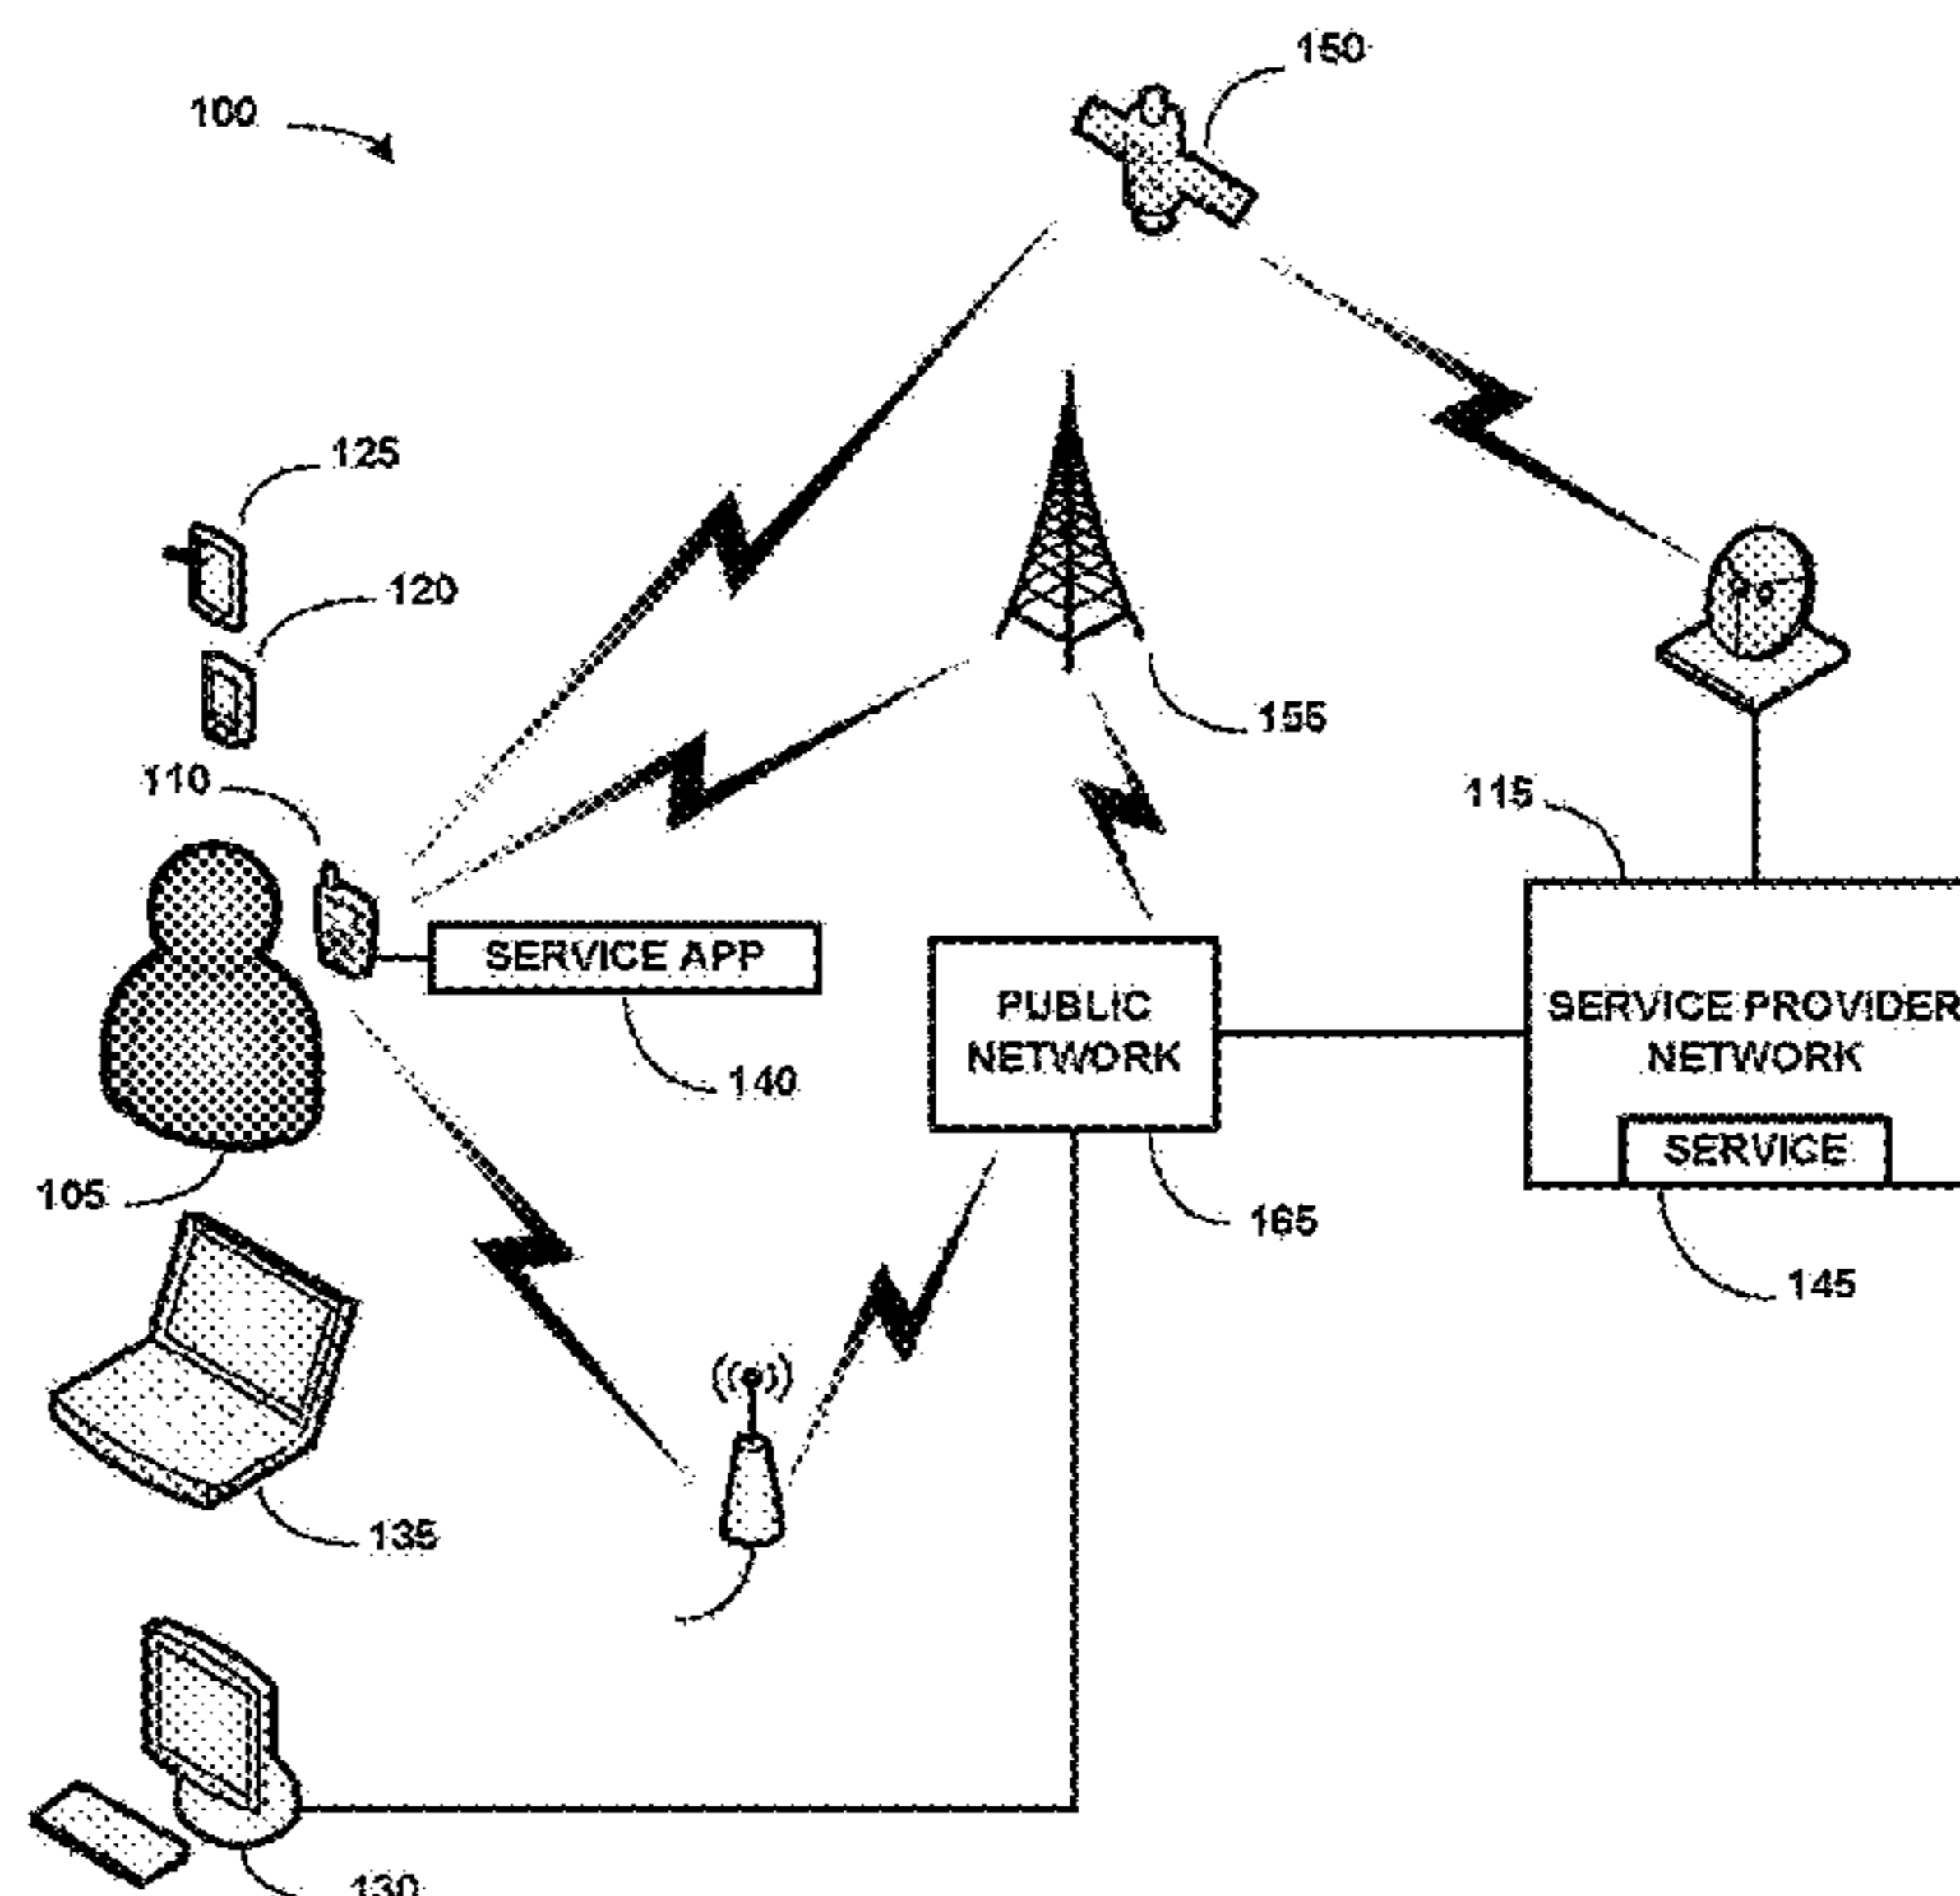 150
100
125
120
155
110
115
SERVICE APP
PUBLIC
NETWORK
SERVICE PROVIDER
NETWORK
140
SERVICE
105
165
145
135
130